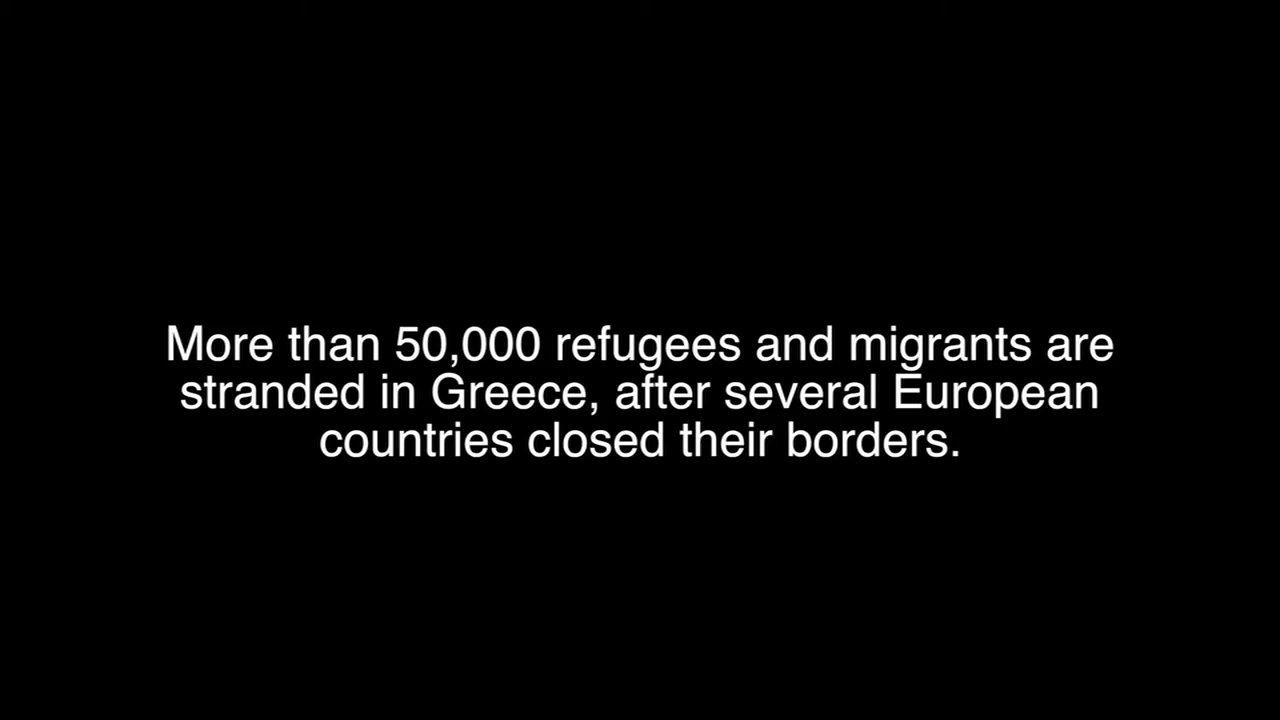 More than 50,000 refugees and migrants are
stranded in Greece, after several European
countries closed their borders.